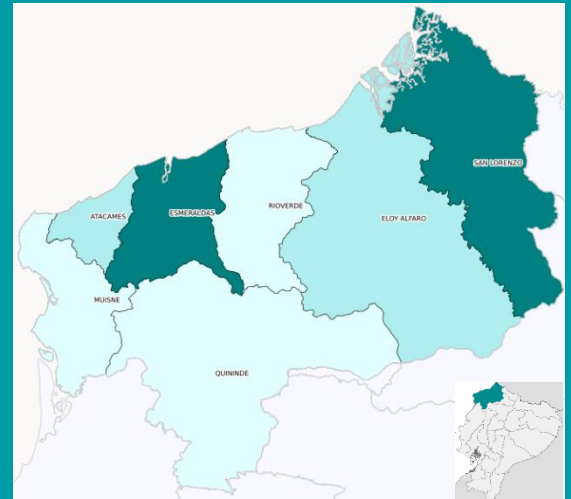 SAN LORENZO
RIOVERDE
ESMERALDAS
ATACAMES
ELOY ALFARO
MUISNE
QUININDE